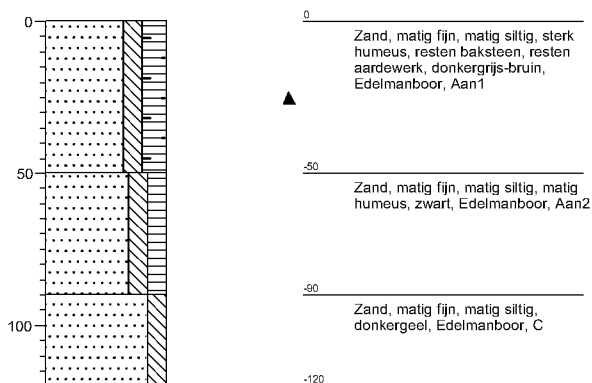 0
0
Zand, matig fijn, matig siltig, sterk
humeus, resten baksteen, resten
aardewerk, donkergrijs-bruin,
Edelmanboor, Aan1
50
-50
Zand, matig fijn, matig siltig, matig
humeus, zwart, Edelmanboor, Aan2
-90
Zand, matig fijn, matig siltig,
donkergeel, Edelmanboor, C
100
-120